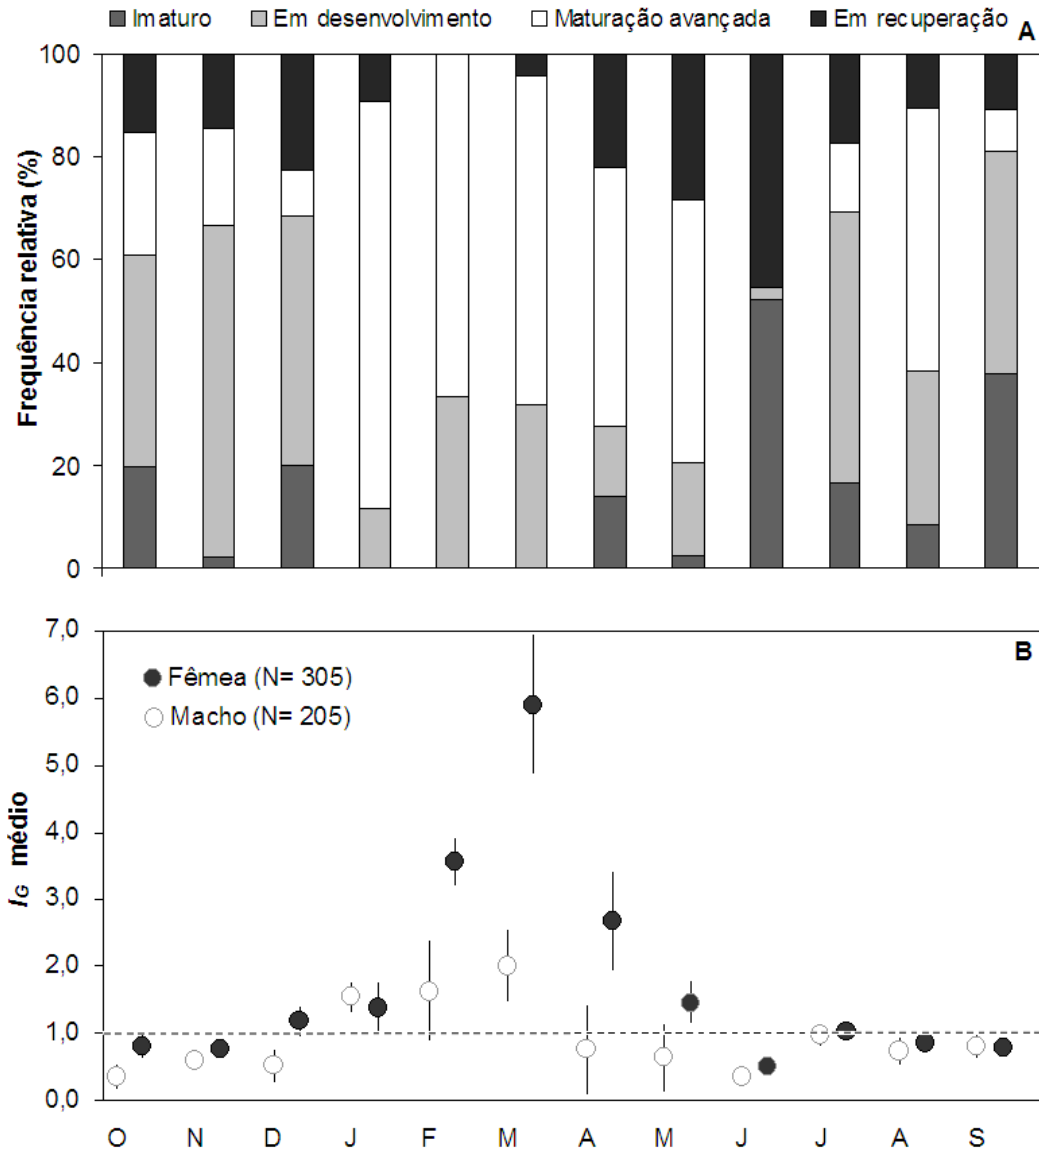 Imaturo Em desenvolvimento Maturação avançada Em recuperação
A
Frequência relativa (%)
100
80
60
40
20
0
B
Fêmea (N= 305)
Macho (N= 205)
IG médio
7,0
6,0
5,0
4,0
3,0
2,0
1,0
0,0
O N D J F M A M J J A S